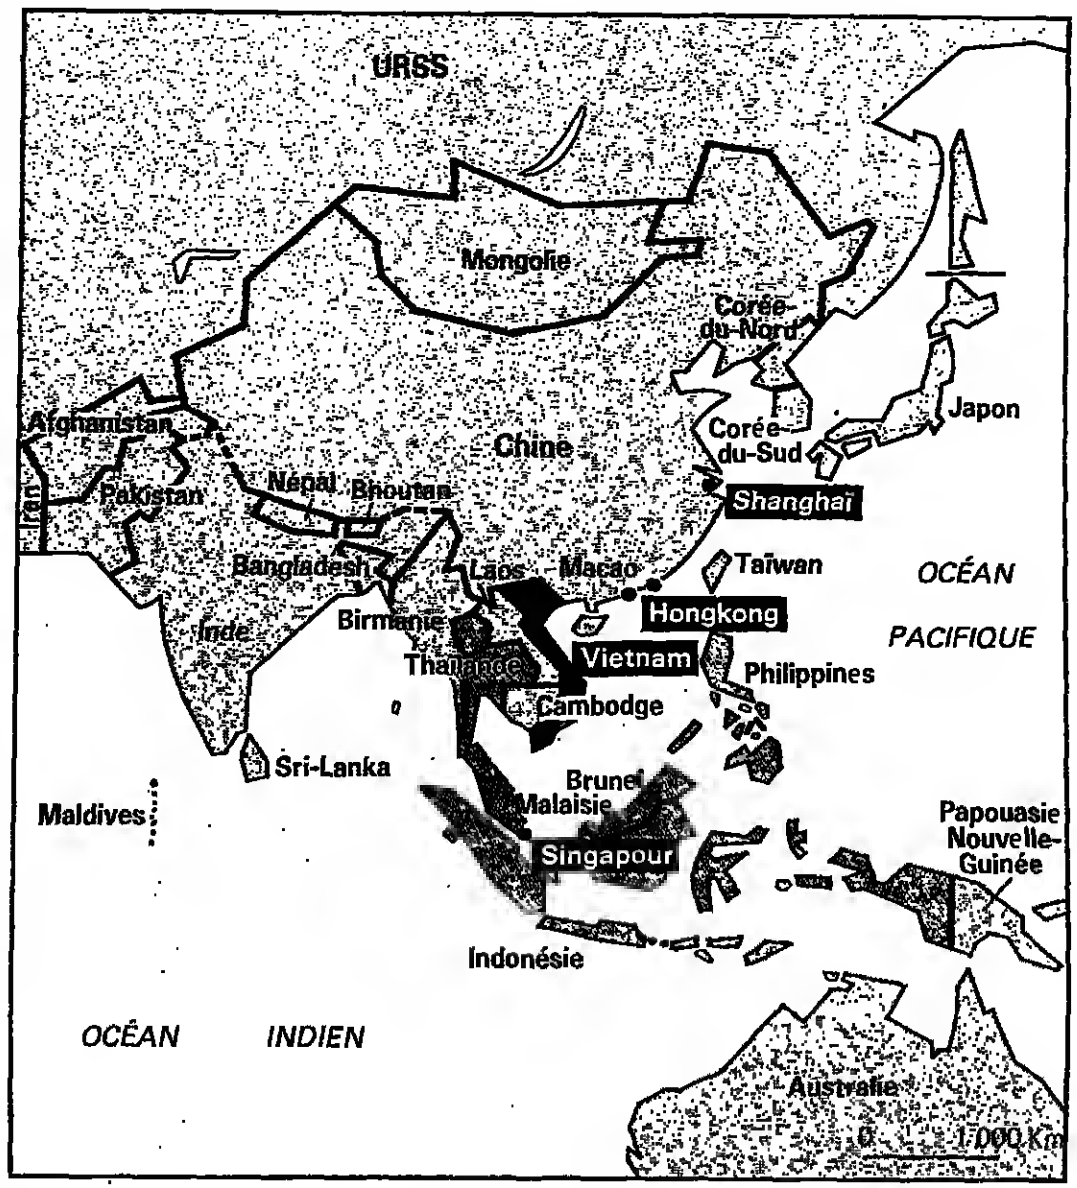 URSS
Mongolie
Corée-
du-Nord
Afghanistan
Chine
Corée
du-Sud
Japon
Iran
Pakistan
Népal
Bhoutan
Shanghaï
Bangladesh
Laos
Macao
Taïwan
OCÉAN
PACIFIQUE
Hongkong
Birmanie
Inde
Thaïlande
Vietnam
Philippines
Cambodge
Sri-Lanka
Brunei
Malaisie
Maldives
Papouasie
Nouvelle-
Guinée
Singapour
Indonésie
OCÉAN INDIEN
Australie
0 1 000 Km